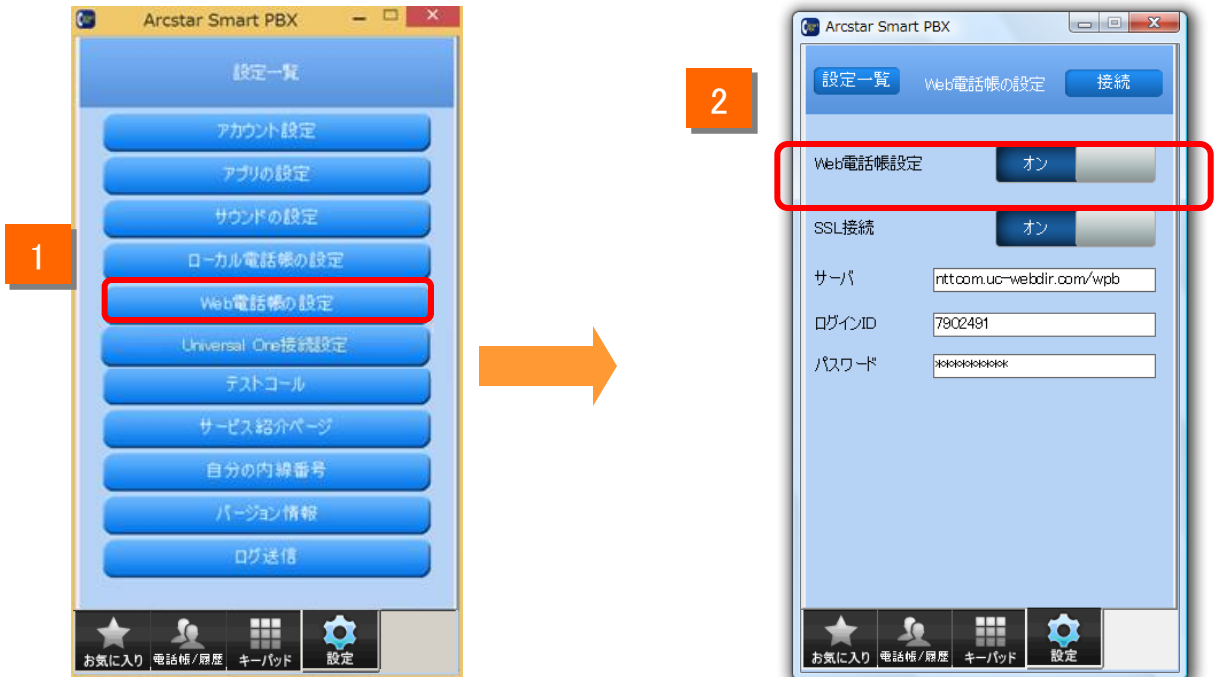 Arcstar Smart PBX
設定一覧
アカウント設定
アプリの設定
サウンドの設定
1
ローカル電話帳の設定
Web電話帳の設定
Universal One接続設定
テストコール
サービス紹介ページ
自分の内線番号
バージョン情報
ログ送信
お気に入り 電話帳/履歴 キーパッド 設定
2
Arcstar Smart PBX
設定一覧 Web電話帳の設定 接続
Web電話帳設定 オン
SSL接続 オン
サーバ nttcom.uc-webdir.com/wpb
ログインID 7902491
パスワード **********
お気に入り 電話帳/履歴 キーパッド 設定